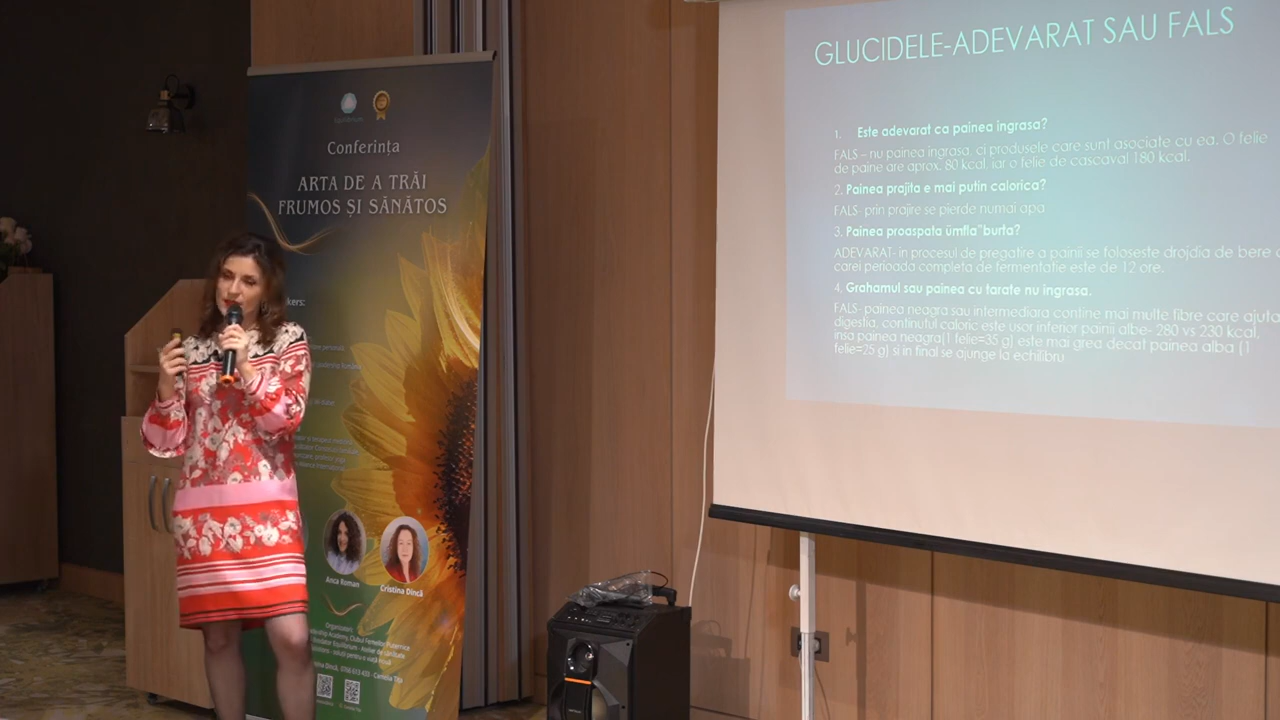 Equilibrium
Conferința
ARTA DE A TRĂI
FRUMOS ȘI SĂNĂTOS
kers:
Anca Roman
Cristina Dincă
Organizatori:
GLUCIDELE-ADEVARAT SAU FALS
1. Este adevarat ca painea ingrasa?
FALS – nu painea ingrasa, ci produsele care sunt asociate cu ea. O felie
de paine are aprox. 80 kcal, iar o felie de cascaval 180 kcal.
2. Painea prajita e mai putin calorica?
FALS- prin prajire se pierde numai apa
3. Painea proaspata umfla"burta?
ADEVARAT- in procesul de pregatire a painii se foloseste drojdia de bere
carei perioada completa de fermentatie este de 12 ore.
4. Grahamul sau painea cu tarate nu ingrasa.
FALS- painea neagra sau intermediara contine mai multe fibre care ajuta
digestia, continutul caloric este usor inferior painii albe- 280 vs 230 kcal,
insa painea neagra(1 felie=35 g) este mai grea decat painea alba (1
felie=25 g) si in final se ajunge la echilibru